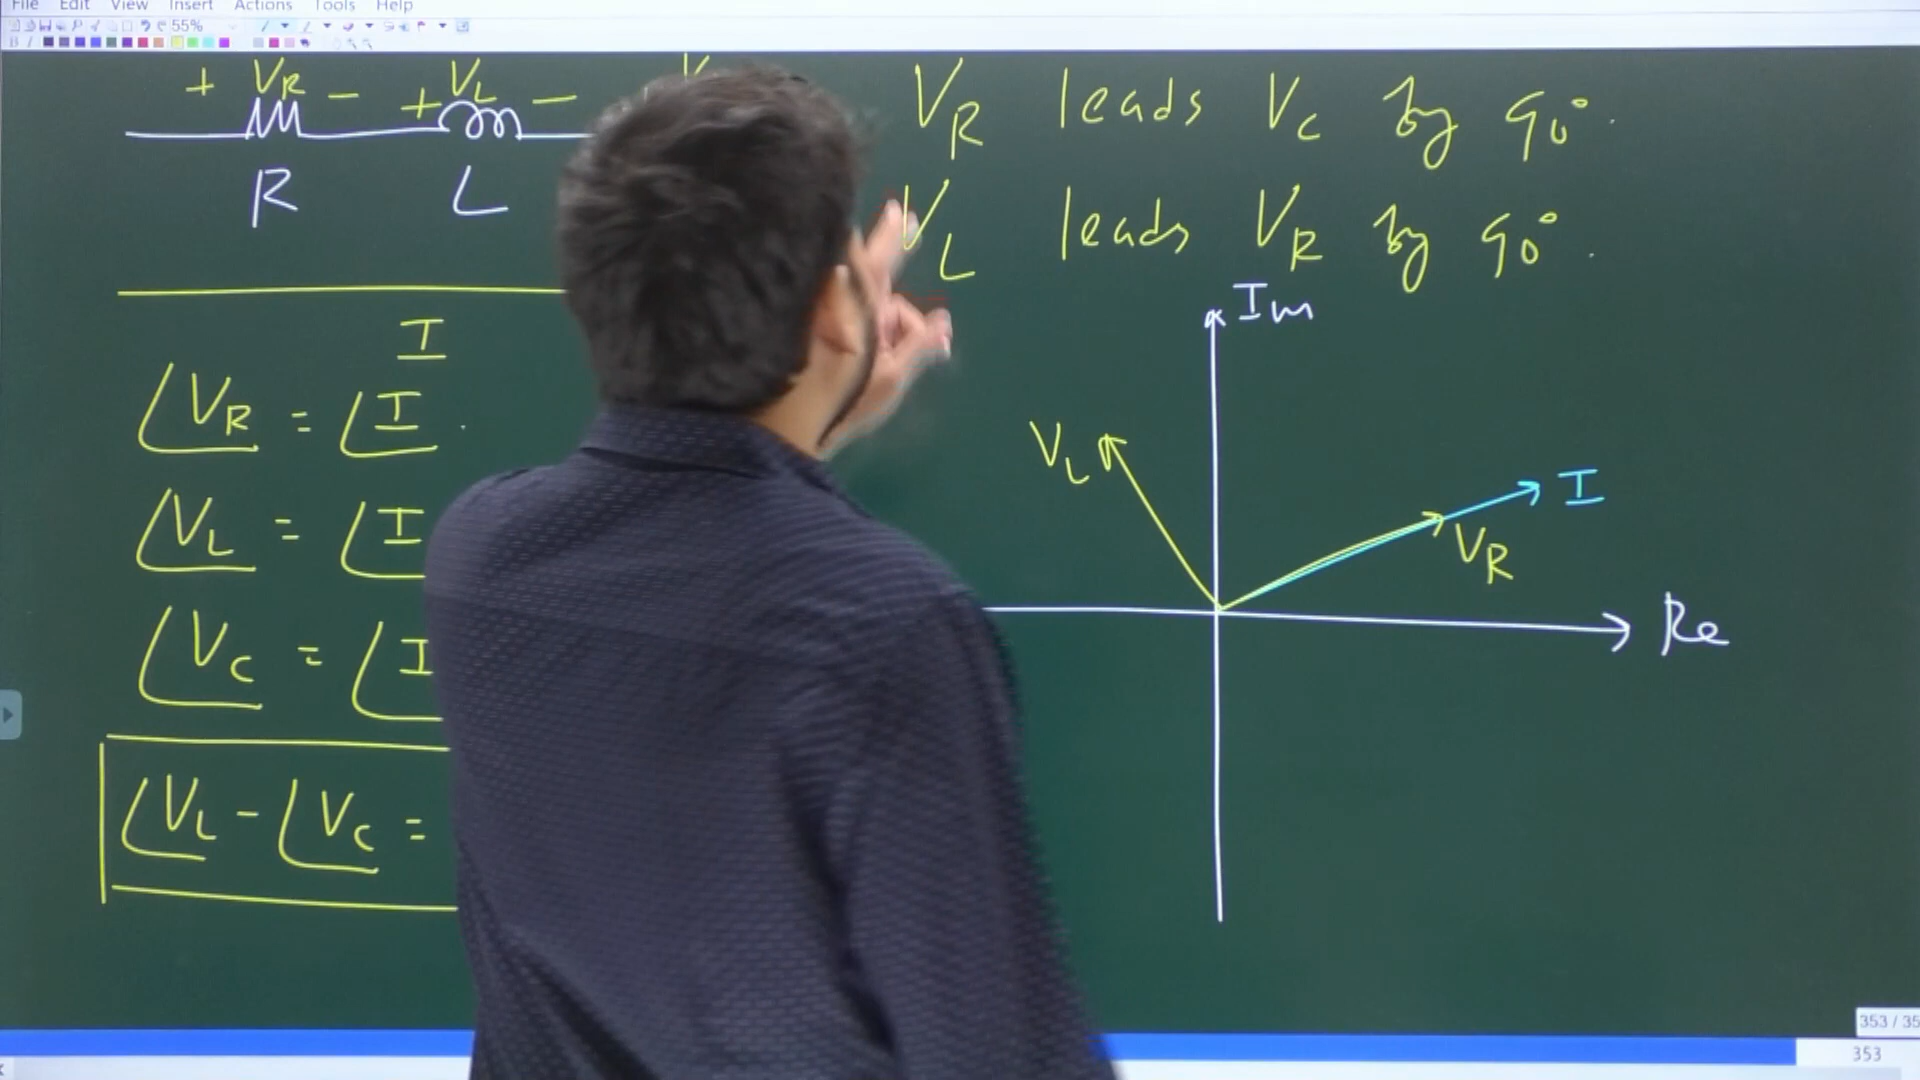 File Edit View Insert Actions Tools Help
55%
+ VR - + VL -
R L
VR leads VC by 90°.
VL leads VR by 90°.
I
∠VR = ∠I.
∠VL = ∠I
∠VC = ∠I
∠VL - ∠VC =
Im
VL
I
VR
Re
353 / 35
353